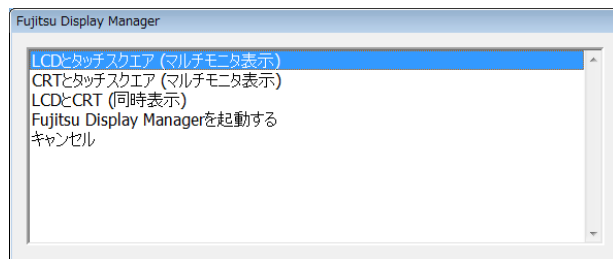 Fujitsu Display Manager
LCDとタッチスクエア (マルチモニタ表示)
CRTとタッチスクエア (マルチモニタ表示)
LCDとCRT (同時表示)
Fujitsu Display Managerを起動する
キャンセル